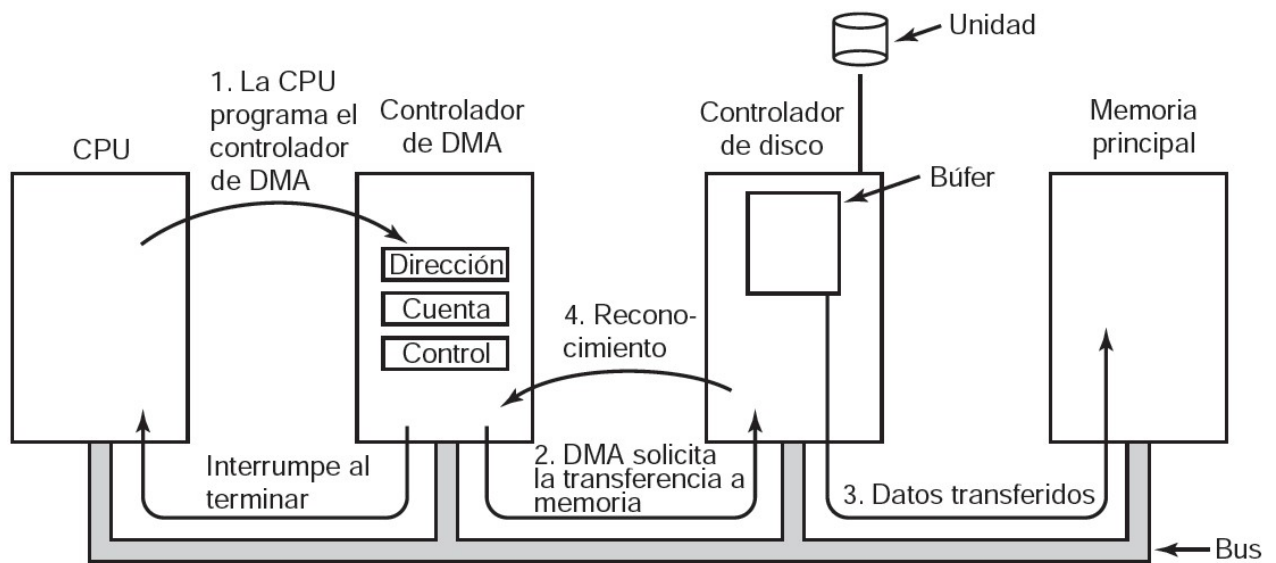 Unidad
1. La CPU
programa el
controlador
de DMA
CPU
Controlador
de DMA
Controlador
de disco
Memoria
principal
Búfer
Dirección
Cuenta
Control
4. Recono-
cimiento
Interrumpe al
terminar
2. DMA solicita
la transferencia a
memoria
3. Datos transferidos
Bus